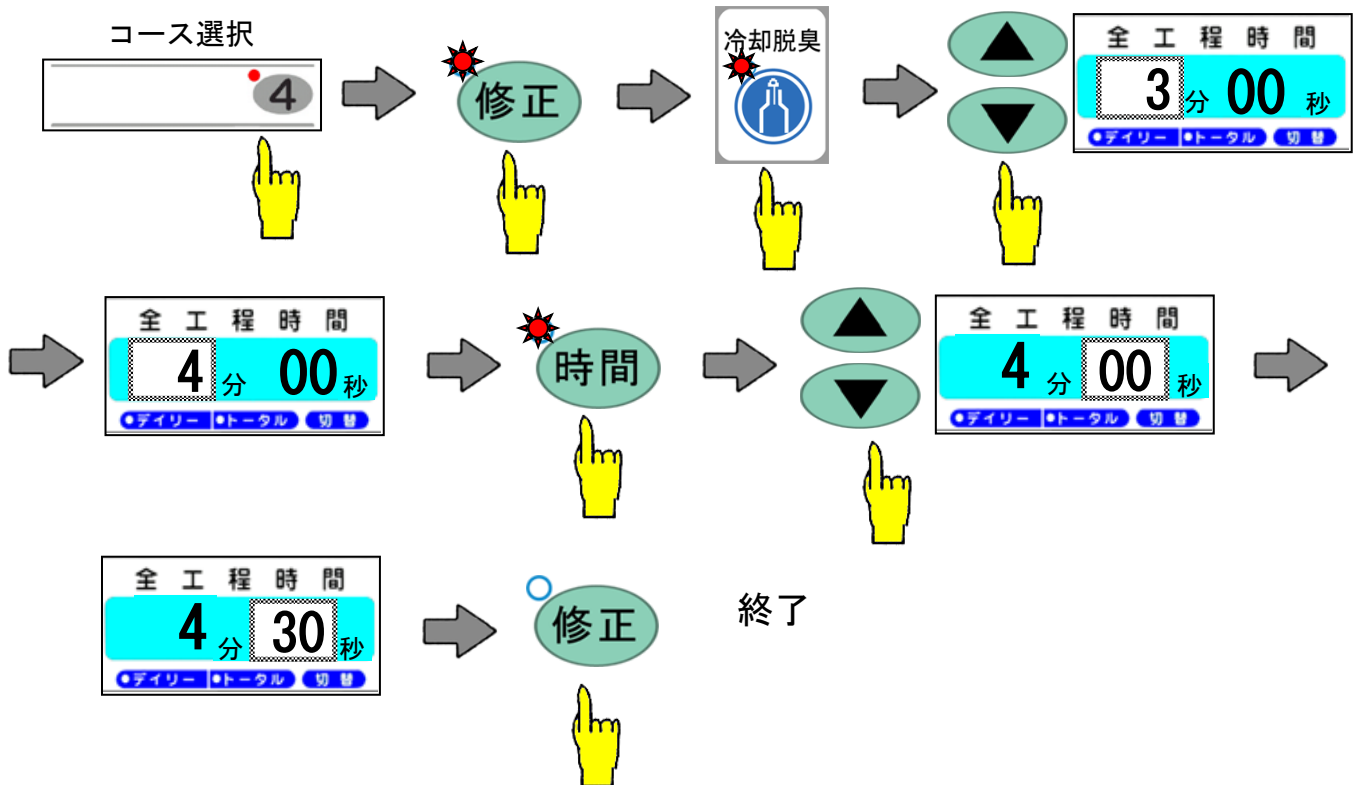 コース選択
4
修正
冷却脱臭
全工程時間
3分00秒
●デイリー ●トータル 切替
全工程時間
4分00秒
●デイリー ●トータル 切替
時間
全工程時間
4分00秒
●デイリー ●トータル 切替
全工程時間
4分30秒
●デイリー ●トータル 切替
修正
終了